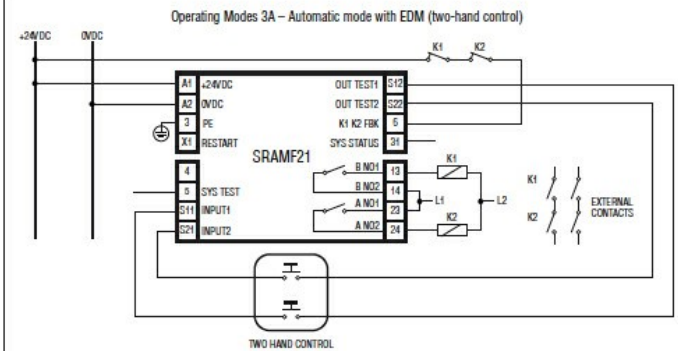 Operating Modes 3A – Automatic mode with EDM (two-hand control)
+24VDC 0VDC
K1 K2
A1 +24VDC OUT TEST1 S12
A2 0VDC OUT TEST2 S22
3 PE K1 K2 FBK 6
X1 RESTART SYS STATUS 31
SRAMF21
4 B NO1 13 K1
5 SYS TEST B NO2 14
S11 INPUT1 A NO1 23
S21 INPUT2 A NO2 24 K2
L1 L2
K1
K2
EXTERNAL
CONTACTS
TWO HAND CONTROL